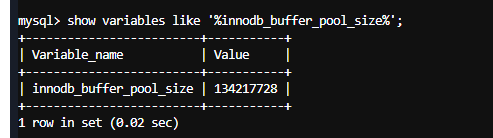 mysql> show variables like '%innodb_buffer_pool_size%';
+-------------------------+-----------+
| Variable_name           | Value     |
+-------------------------+-----------+
| innodb_buffer_pool_size | 134217728 |
+-------------------------+-----------+
1 row in set (0.02 sec)